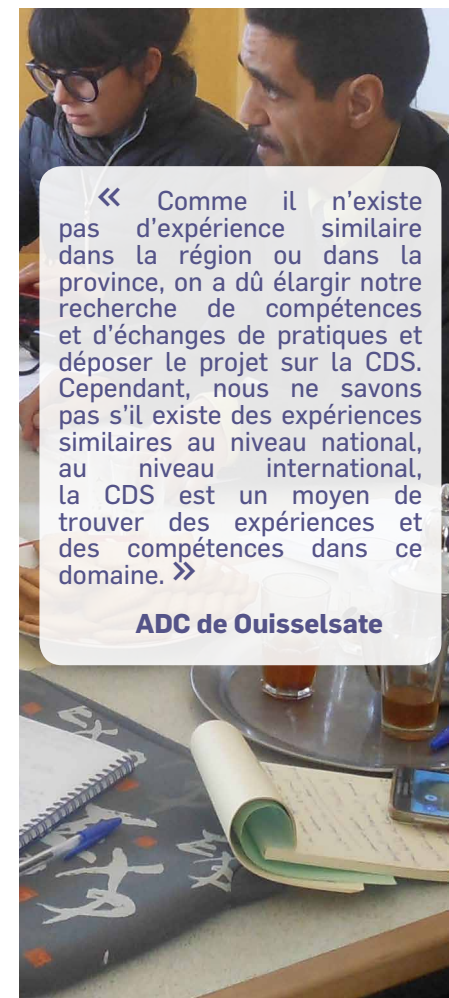 « Comme il n’existe
pas d’expérience similaire
dans la région ou dans la
province, on a dû élargir notre
recherche de compétences
et d’échanges de pratiques et
déposer le projet sur la CDS.
Cependant, nous ne savons
pas s’il existe des expériences
similaires au niveau national,
au niveau international,
la CDS est un moyen de
trouver des expériences et
des compétences dans ce
domaine. »
ADC de Ouisselsate